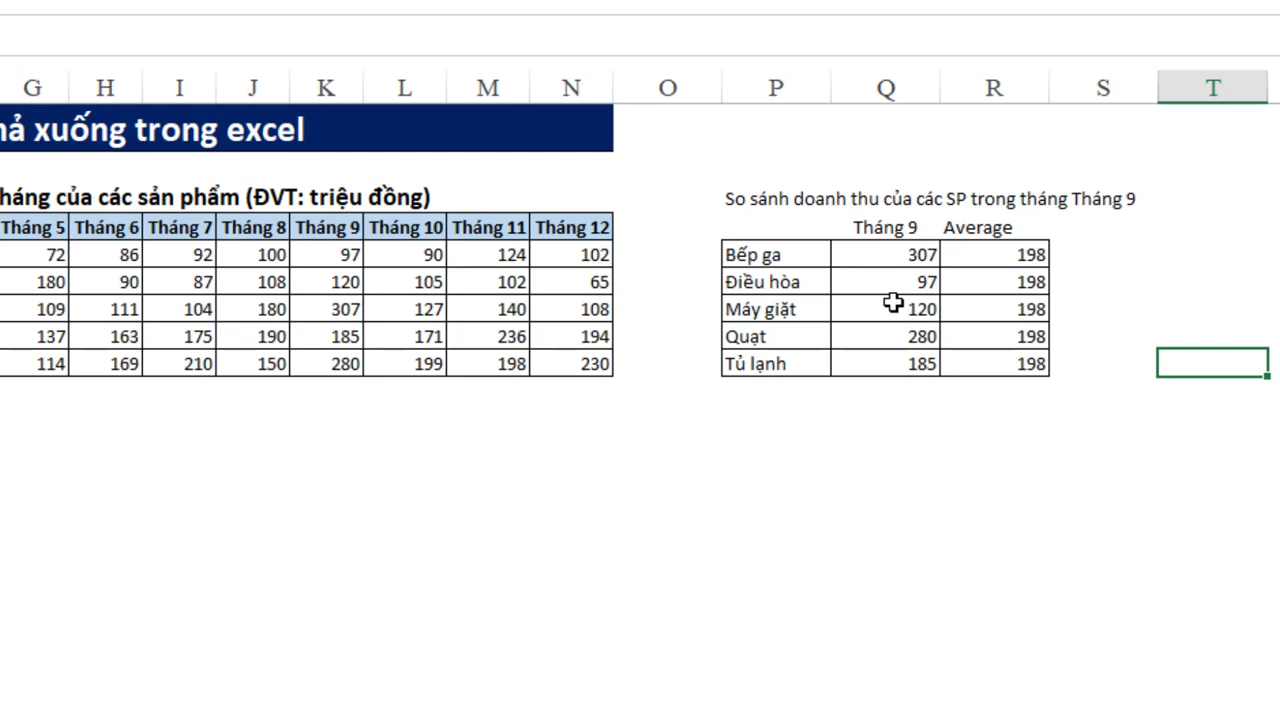 G H I J K L M N O P Q R S T
ả xuống trong excel
háng của các sản phẩm (ĐVT: triệu đồng) So sánh doanh thu của các SP trong tháng Tháng 9
Tháng 5 Tháng 6 Tháng 7 Tháng 8 Tháng 9 Tháng 10 Tháng 11 Tháng 12 Tháng 9 Average
72 86 92 100 97 90 124 102 Bếp ga 307 198
180 90 87 108 120 105 102 65 Điều hòa 97 198
109 111 104 180 307 127 140 108 Máy giặt 120 198
137 163 175 190 185 171 236 194 Quạt 280 198
114 169 210 150 280 199 198 230 Tủ lạnh 185 198